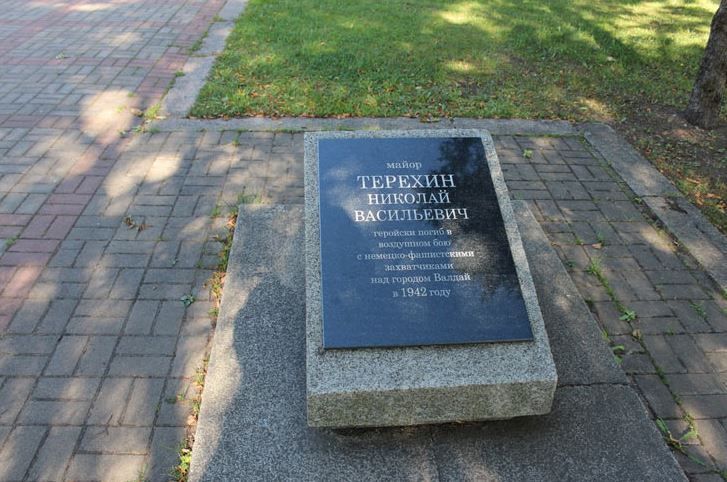 майор
ТЕРЕХИН
НИКОЛАЙ
ВАСИЛЬЕВИЧ
геройски погиб в
воздушном бою
с немецко-фашистскими
захватчиками
над городом Валдай
в 1942 году